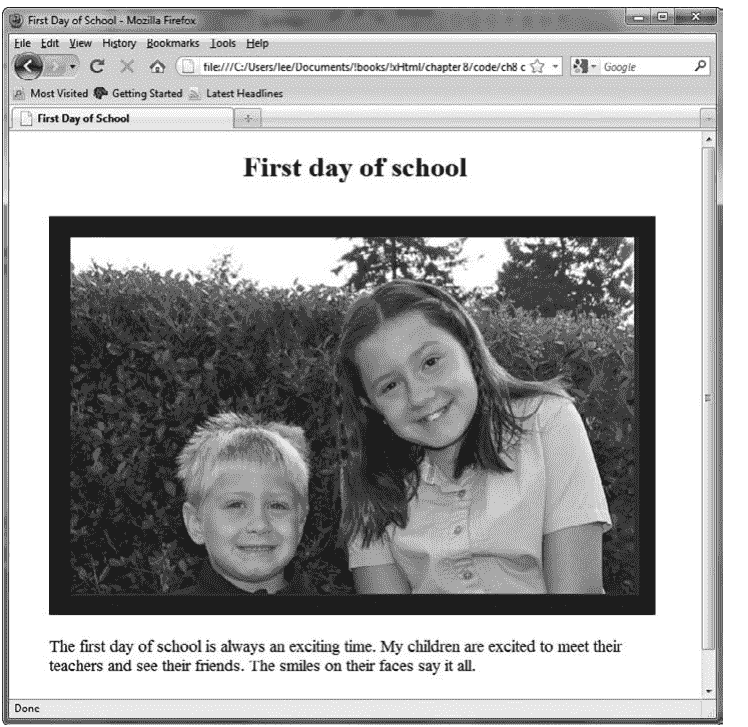 First Day of School - Mozilla Firefox
File Edit View History Bookmarks Tools Help
file:///C:/Users/lee/Documents/!books/!xHtml/chapter 8/code/ch8 c
Google
Most Visited Getting Started Latest Headlines
First Day of School
First day of school
The first day of school is always an exciting time. My children are excited to meet their
teachers and see their friends. The smiles on their faces say it all.
Done